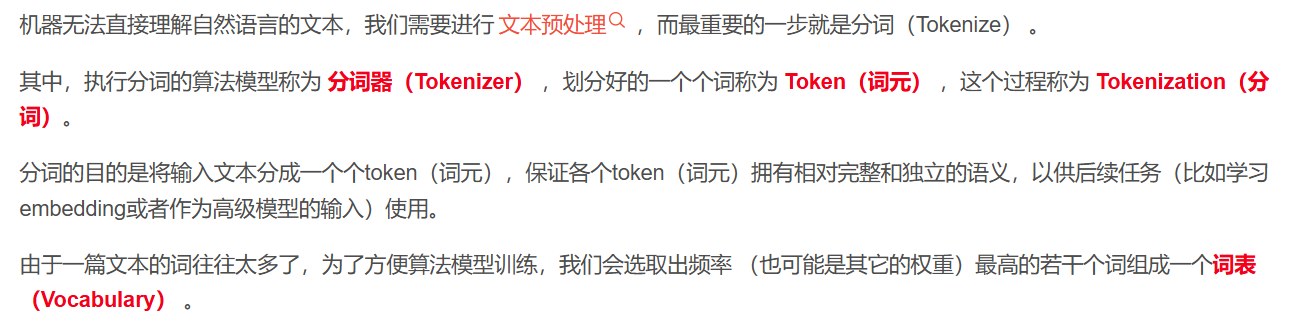 机器无法直接理解自然语言的文本，我们需要进行 文本预处理 ，而最重要的一步就是分词（Tokenize） 。
其中，执行分词的算法模型称为 分词器（Tokenizer） ，划分好的一个个词称为 Token（词元） ，这个过程称为 Tokenization（分
词） 。
分词的目的是将输入文本分成一个个token（词元），保证各个token（词元）拥有相对完整和独立的语义，以供后续任务（比如学习
embedding或者作为高级模型的输入）使用。
由于一篇文本的词往往太多了，为了方便算法模型训练，我们会选取出频率 （也可能是其它的权重）最高的若干个词组成一个词表
（Vocabulary） 。